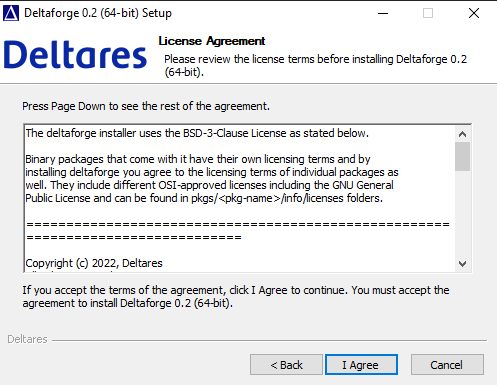 Deltaforge 0.2 (64-bit) Setup
Deltares
License Agreement
Please review the license terms before installing Deltaforge 0.2
(64-bit).
Press Page Down to see the rest of the agreement.
The deltaforge installer uses the BSD-3-Clause License as stated below.
Binary packages that come with it have their own licensing terms and by
installing deltaforge you agree to the licensing terms of individual packages as
well. They include different OSI-approved licenses including the GNU General
Public License and can be found in pkgs/<pkg-name>/info/licenses folders.
=====================================================
===========================
Copyright (c) 2022, Deltares
If you accept the terms of the agreement, click I Agree to continue. You must accept the
agreement to install Deltaforge 0.2 (64-bit).
Deltares
< Back
I Agree
Cancel